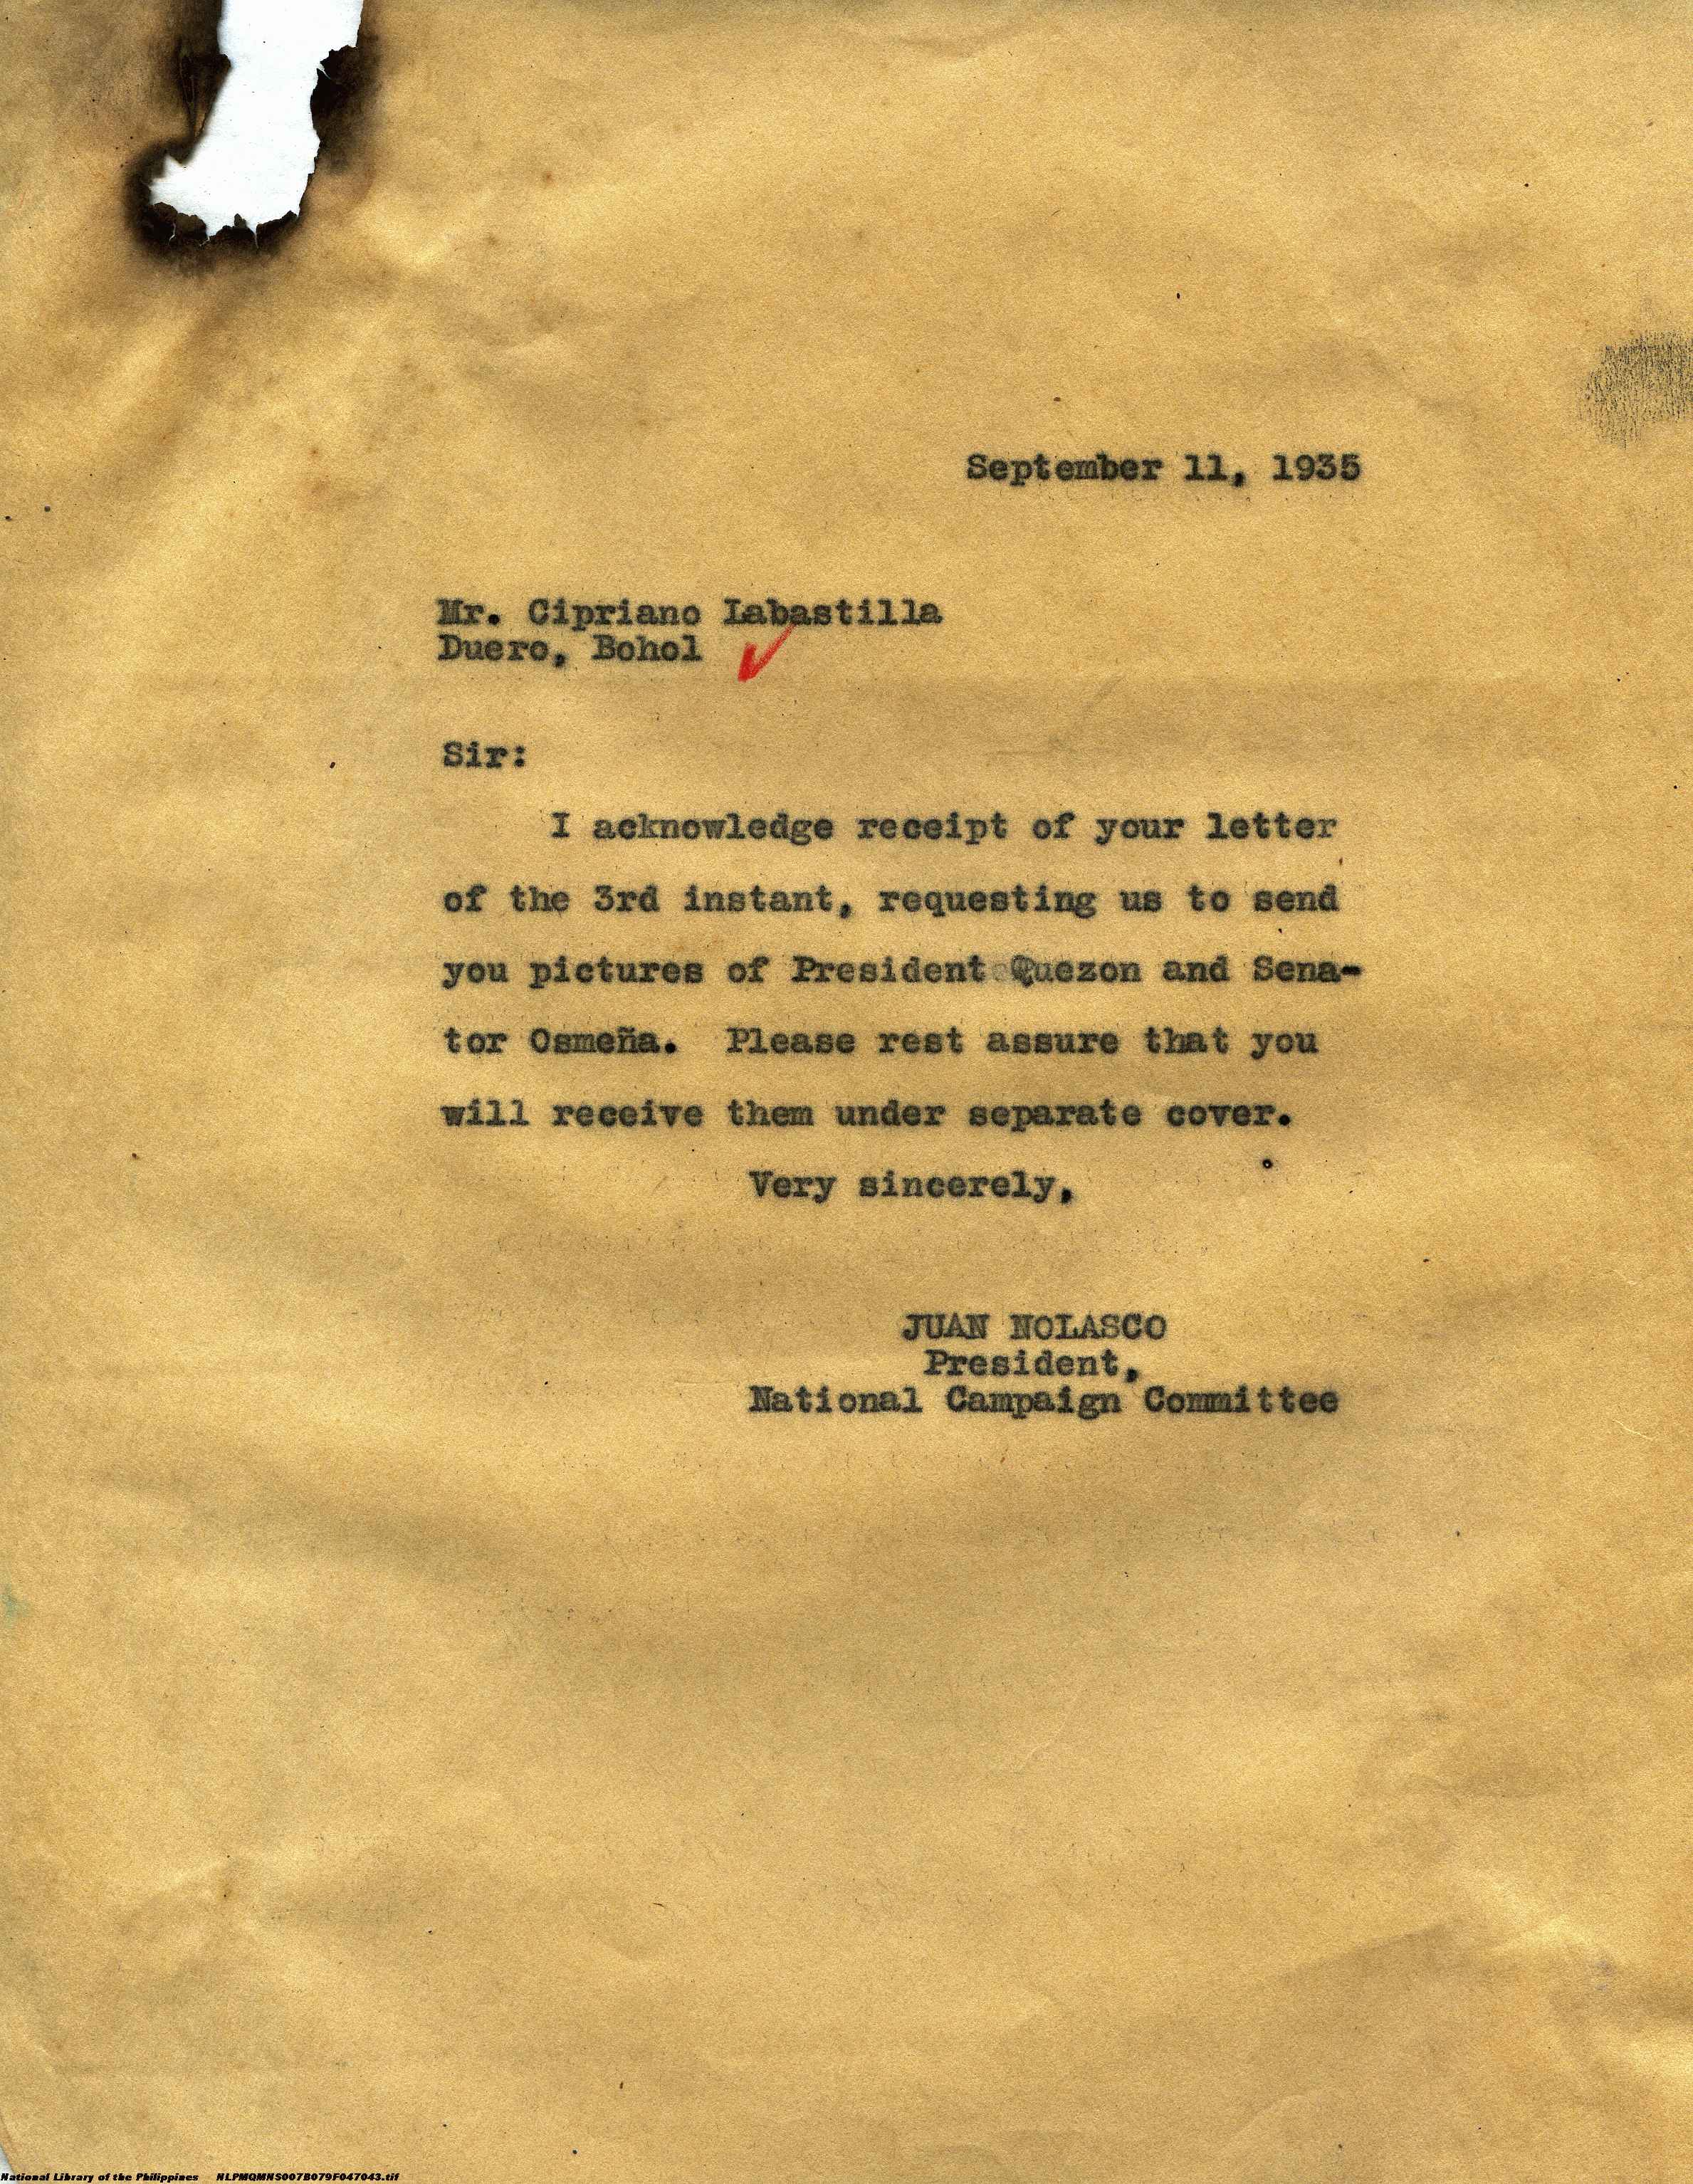 September 11, 1935
Mr. Cipriano Labastilla
Duero, Bohol
Sir:
I acknowledge receipt of your letter
of the 3rd instant, requesting us to send
you pictures of President Quezon and Sena-
tor Osmeña. Please rest assure that you
will receive them under separate cover.
Very sincerely,
JUAN NOLASCO
President,
National Campaign Committee
National Library of the Philippines NLPMQMNS007B079F047043.tif